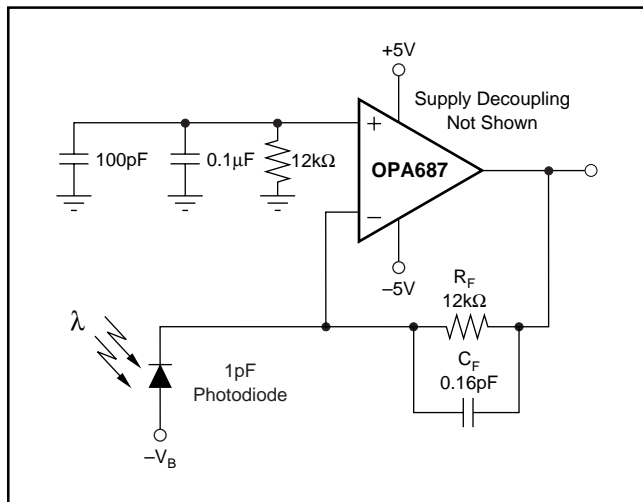 +5V
Supply Decoupling
Not Shown
100pF
0.1µF
12kΩ
+
OPA687
−
−5V
R_F
12kΩ
λ
C_F
0.16pF
1pF
Photodiode
−V_B